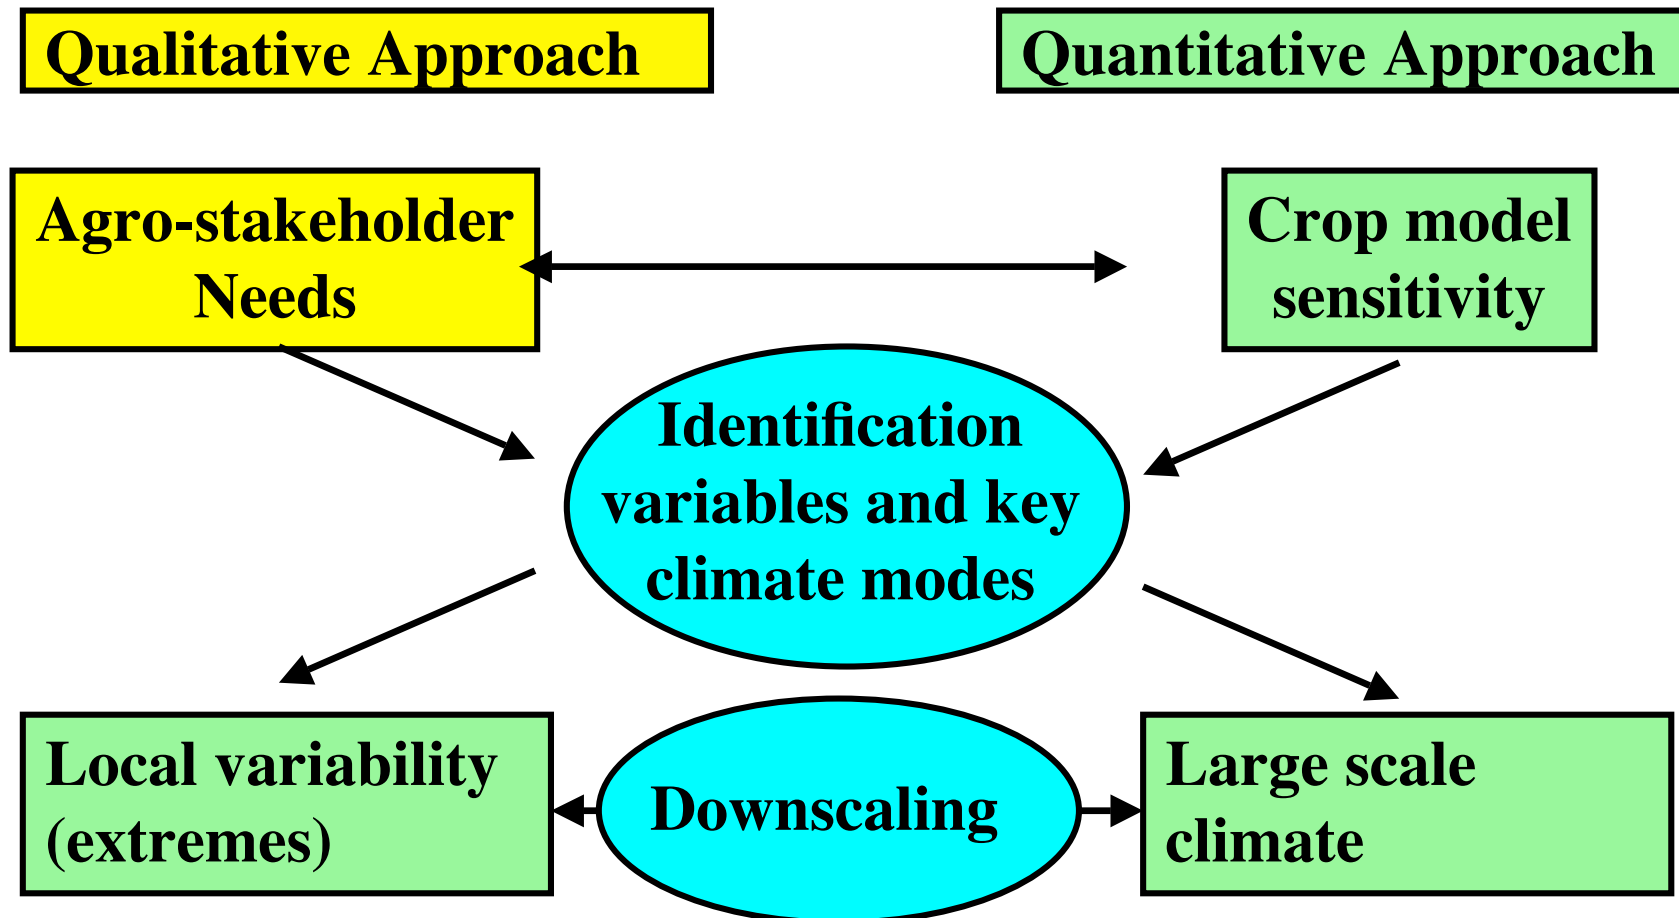 Qualitative Approach
Quantitative Approach
Agro-stakeholder
Needs
Crop model
sensitivity
Identification
variables and key
climate modes
Local variability
(extremes)
Downscaling
Large scale
climate